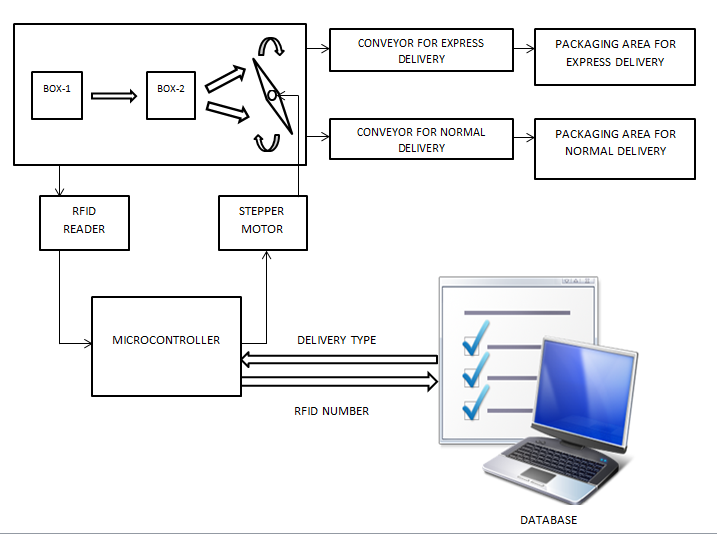 CONVEYOR FOR EXPRESS
DELIVERY
PACKAGING AREA FOR
EXPRESS DELIVERY
BOX-1
BOX-2
CONVEYOR FOR NORMAL
DELIVERY
PACKAGING AREA FOR
NORMAL DELIVERY
RFID
READER
STEPPER
MOTOR
MICROCONTROLLER
DELIVERY TYPE
RFID NUMBER
DATABASE